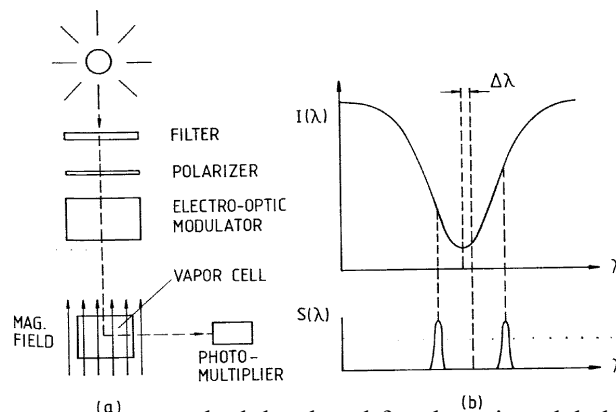 FILTER
POLARIZER
ELECTRO-OPTIC
MODULATOR
VAPOR CELL
MAG.
FIELD
PHOTO-
MULTIPLIER
(a)
Δλ
I(λ)
λ
S(λ)
λ
(b)